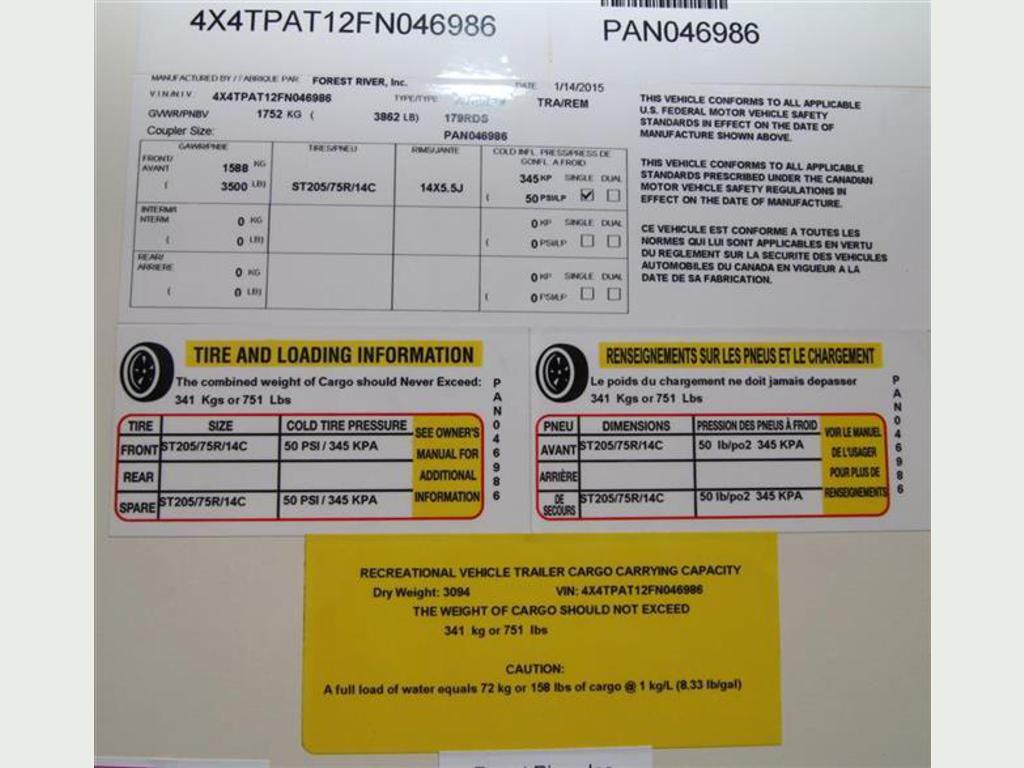 4X4TPAT12FN046986
PAN046986
MANUFACTURED BY / FABRIQUE PAR FOREST RIVER, Inc. DATE 1/14/2015
V.I.N./N.I.V. 4X4TPAT12FN046986 TYPE/TYPE TRA/REM
GVWR/PNBV 1752 KG ( 3862 LB) 179RDS
Coupler Size: PAN046986
GAWR/PNBE TIRES/PNEU RIMS/JANTE COLD INFL. PRESS/PRESS DE
GONFL. A FROID
FRONT/
AVANT 1588 KG 345 KP SINGLE DUAL
( 3500 LB) ST205/75R/14C 14X5.5J ( 50 PSI/LP
INTERM/
NTERM 0 KG 0 KP SINGLE DUAL
( 0 LB) ( 0 PSI/LP
REAR/
ARRIERE 0 KG 0 KP SINGLE DUAL
( 0 LB) ( 0 PSI/LP
THIS VEHICLE CONFORMS TO ALL APPLICABLE
U.S. FEDERAL MOTOR VEHICLE SAFETY
STANDARDS IN EFFECT ON THE DATE OF
MANUFACTURE SHOWN ABOVE.
THIS VEHICLE CONFORMS TO ALL APPLICABLE
STANDARDS PRESCRIBED UNDER THE CANADIAN
MOTOR VEHICLE SAFETY REGULATIONS IN
EFFECT ON THE DATE OF MANUFACTURE.
CE VEHICULE EST CONFORME A TOUTES LES
NORMES QUI LUI SONT APPLICABLES EN VERTU
DU REGLEMENT SUR LA SECURITE DES VEHICULES
AUTOMOBILES DU CANADA EN VIGUEUR A LA
DATE DE SA FABRICATION.
TIRE AND LOADING INFORMATION
The combined weight of Cargo should Never Exceed:
341 Kgs or 751 Lbs
TIRE SIZE COLD TIRE PRESSURE
FRONT ST205/75R/14C 50 PSI / 345 KPA
REAR
SPARE ST205/75R/14C 50 PSI / 345 KPA
SEE OWNER'S
MANUAL FOR
ADDITIONAL
INFORMATION
PAN046986
RENSEIGNEMENTS SUR LES PNEUS ET LE CHARGEMENT
Le poids du chargement ne doit jamais depasser
341 Kgs or 751 Lbs
PNEU DIMENSIONS PRESSION DES PNEUS À FROID
AVANT ST205/75R/14C 50 lb/po2 345 KPA
ARRIÈRE
DE
SECOURS ST205/75R/14C 50 lb/po2 345 KPA
VOIR LE MANUEL
DE L'USAGER
POUR PLUS DE
RENSEIGNEMENTS
PAN046986
RECREATIONAL VEHICLE TRAILER CARGO CARRYING CAPACITY
Dry Weight: 3094 VIN: 4X4TPAT12FN046986
THE WEIGHT OF CARGO SHOULD NOT EXCEED
341 kg or 751 lbs
CAUTION:
A full load of water equals 72 kg or 158 lbs of cargo @ 1 kg/L (8.33 lb/gal)